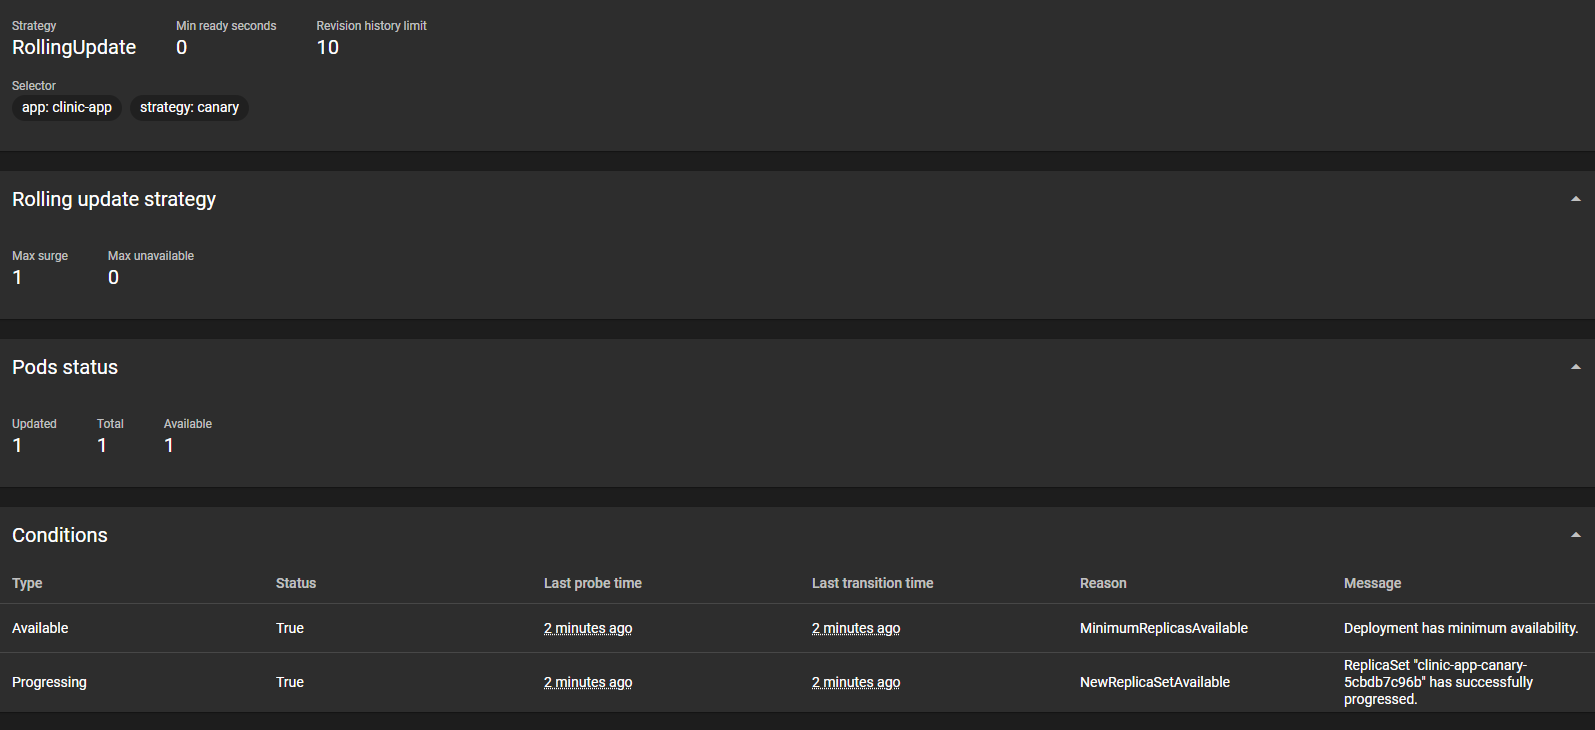 Strategy Min ready seconds Revision history limit
RollingUpdate 0 10
Selector
app: clinic-app strategy: canary
Rolling update strategy
Max surge Max unavailable
1 0
Pods status
Updated Total Available
1 1 1
Conditions
Type Status Last probe time Last transition time Reason Message
Available True 2 minutes ago 2 minutes ago MinimumReplicasAvailable Deployment has minimum availability.
Progressing True 2 minutes ago 2 minutes ago NewReplicaSetAvailable ReplicaSet "clinic-app-canary-
5cbdb7c96b" has successfully
progressed.